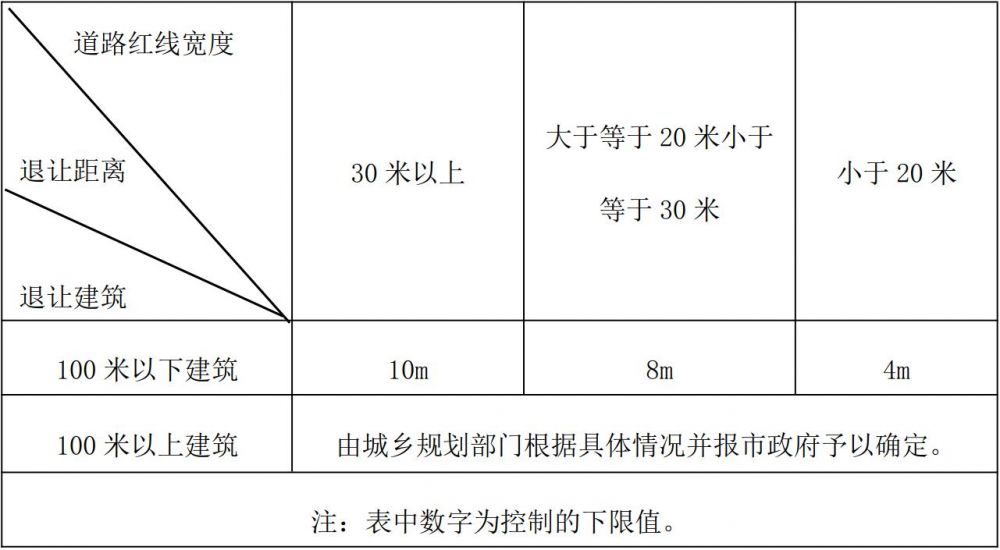 道路红线宽度
退让距离
退让建筑
30 米以上
大于等于 20 米小于
等于 30 米
小于 20 米
100 米以下建筑
10m
8m
4m
100 米以上建筑
由城乡规划部门根据具体情况并报市政府予以确定。
注：表中数字为控制的下限值。